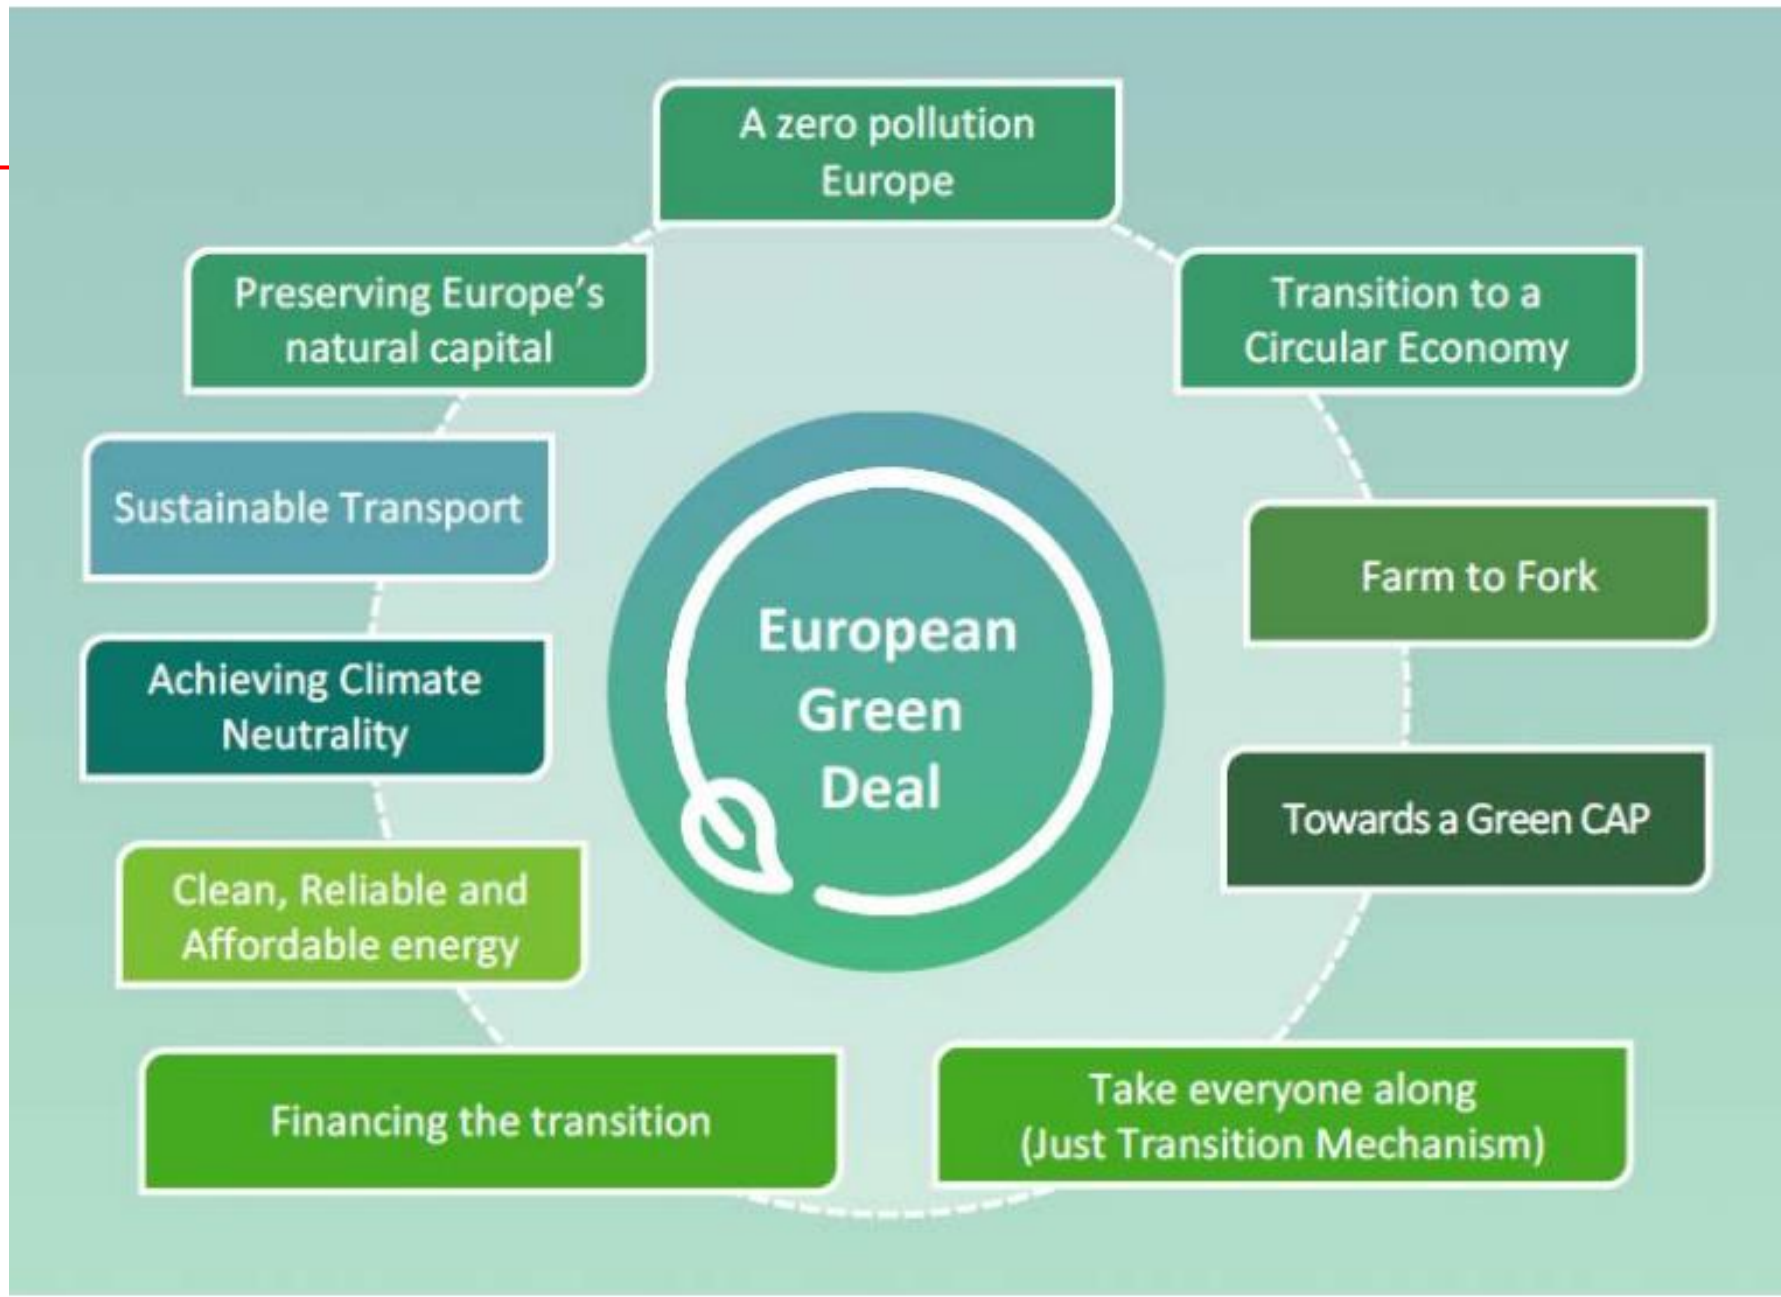 A zero pollution
Europe
Preserving Europe’s
natural capital
Transition to a
Circular Economy
Sustainable Transport
Farm to Fork
European
Green
Deal
Achieving Climate
Neutrality
Towards a Green CAP
Clean, Reliable and
Affordable energy
Financing the transition
Take everyone along
(Just Transition Mechanism)